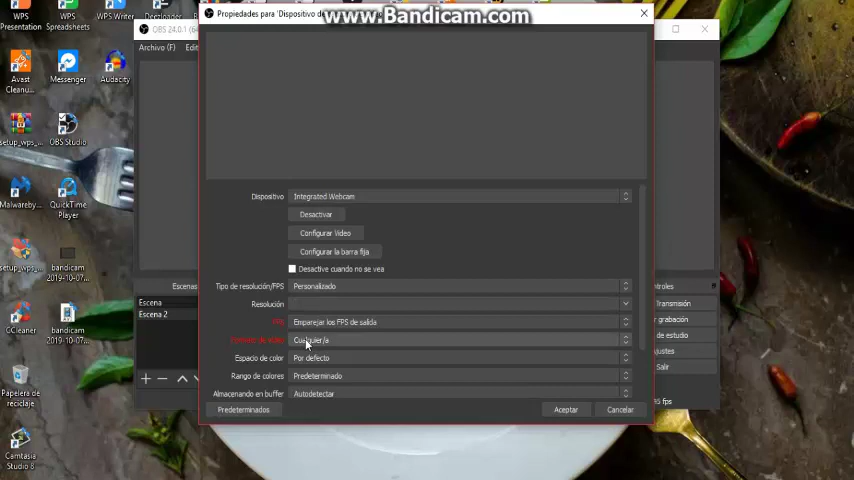 www.Bandicam.com
Propiedades para 'Dispositivo de
OBS 24.0.1 (64
Archivo (F)
WPS
Presentation
WPS
Spreadsheets
WPS Writer
Dezzloader
Avast
Cleanu...
Messenger
Audacity
setup_wps_...
OBS Studio
Malwareby...
QuickTime
Player
setup_wps_...
bandicam
2019-10-07...
CCleaner
bandicam
2019-10-07...
Papelera de
reciclaje
Camtasia
Studio 8
Dispositivo
Integrated Webcam
Desactivar
Configurar Video
Configurar la barra fija
Desactive cuando no se vea
Tipo de resolución/FPS
Personalizado
Resolución
FPS
Emparejar los FPS de salida
Cualquier/a
Espacio de color
Por defecto
Rango de colores
Predeterminado
Almacenando en buffer
Autodetectar
Predeterminados
Aceptar
Cancelar
Escenas
Escena
Escena 2
ntroles
Transmisión
grabación
de estudio
Ajustes
Salir
fps